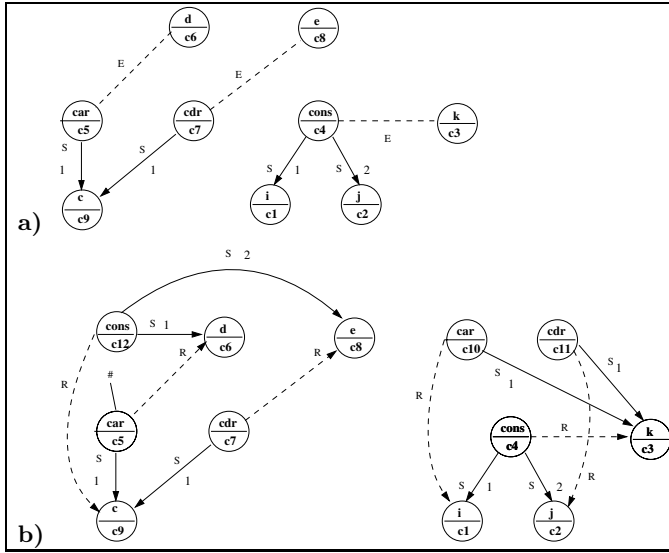 d
c6
e
c8
E
E
car
c5
cdr
c7
cons
c4
k
c3
E
S
1
S
1
S
1
S
2
c
c9
i
c1
j
c2
a)
S 2
cons
c12
S 1
d
c6
e
c8
car
c10
cdr
c11
R
R
R
#
S
1
S
1
R
car
c5
cdr
c7
cons
c4
R
k
c3
S
1
S
1
S
1
S
2
R
R
c
c9
i
c1
j
c2
b)